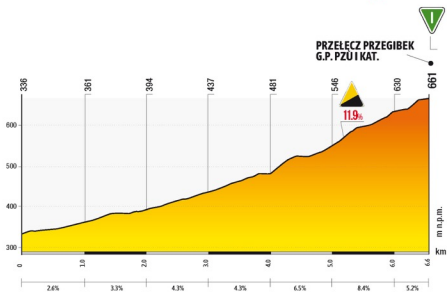 I
PRZEŁĘCZ PRZEGIBEK
G.P. PZU I KAT.
336
361
394
437
481
546
630
661
11.9%
600
500
400
300
m n.p.m.
km
0 1.0 2.0 3.0 4.0 5.0 6.0 6.6
2.6% 3.3% 4.3% 4.3% 6.5% 8.4% 5.2%